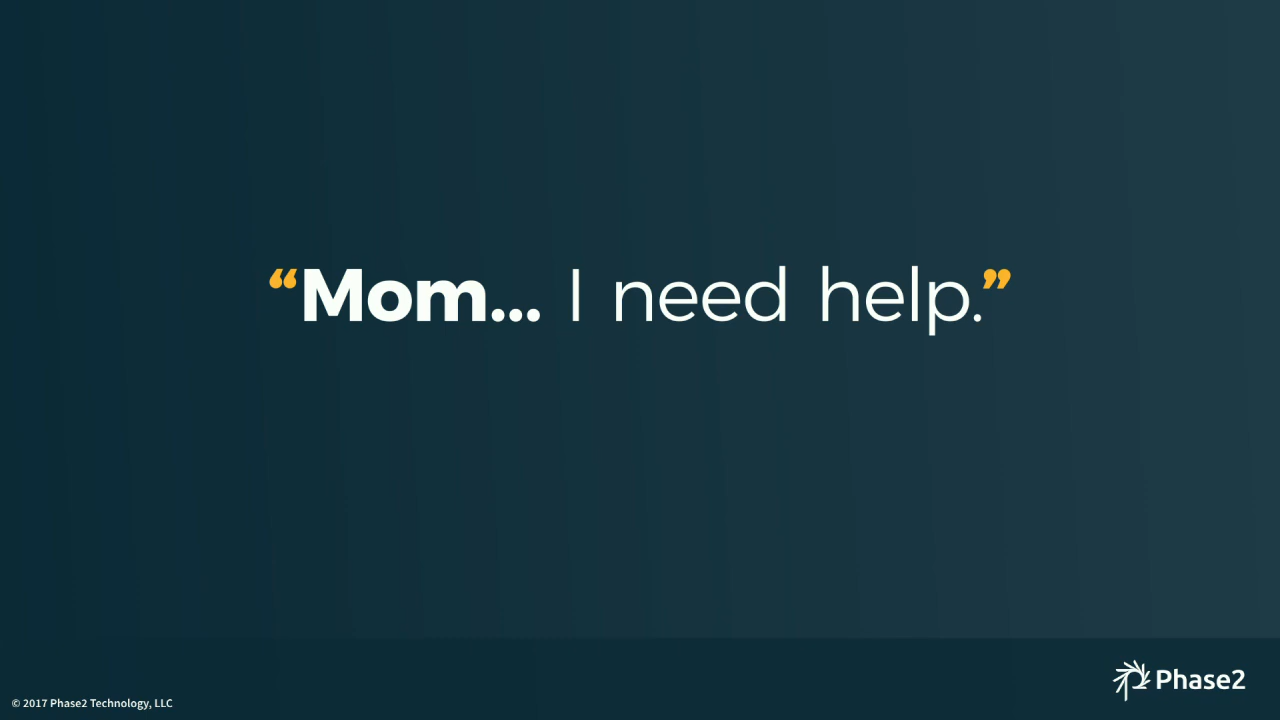 “Mom... I need help.”
Phase2
© 2017 Phase2 Technology, LLC